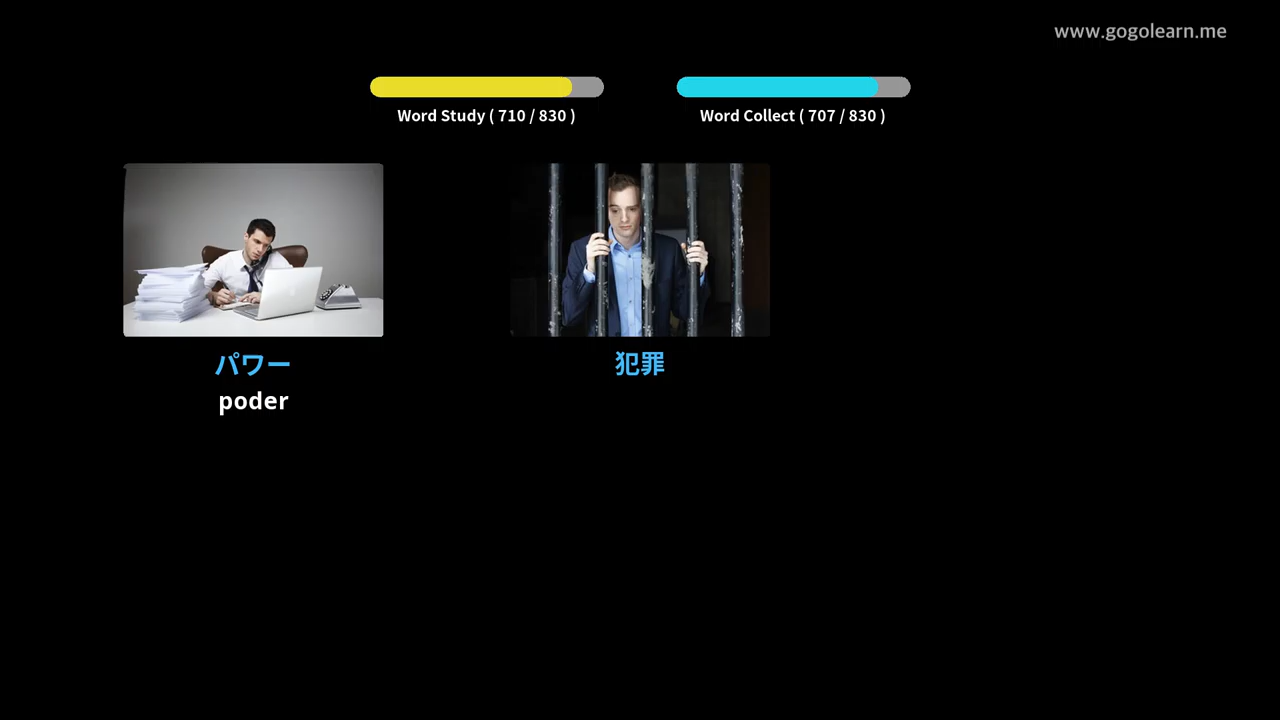 www.gogolearn.me
Word Study ( 710 / 830 )
Word Collect ( 707 / 830 )
パワー
poder
犯罪